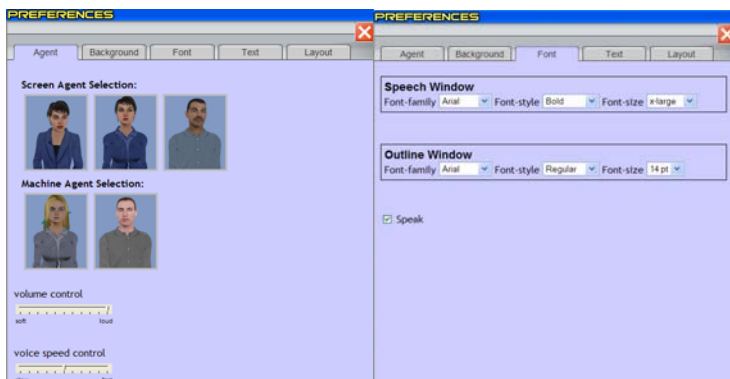 PREFERENCES
Agent Background Font Text Layout
Screen Agent Selection:
Machine Agent Selection:
volume control
soft loud
voice speed control
PREFERENCES
Agent Background Font Text Layout
Speech Window
Font-family Arial Font-style Bold Font-size x-large
Outline Window
Font-family Arial Font-style Regular Font-size 14 pt
Speak